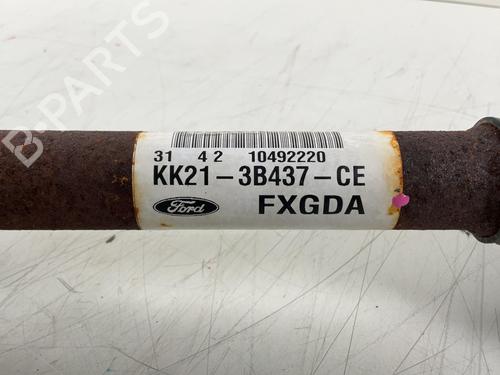 B-PARTS
31 4 2 10492220
KK21-3B437-CE
Ford FXGDA